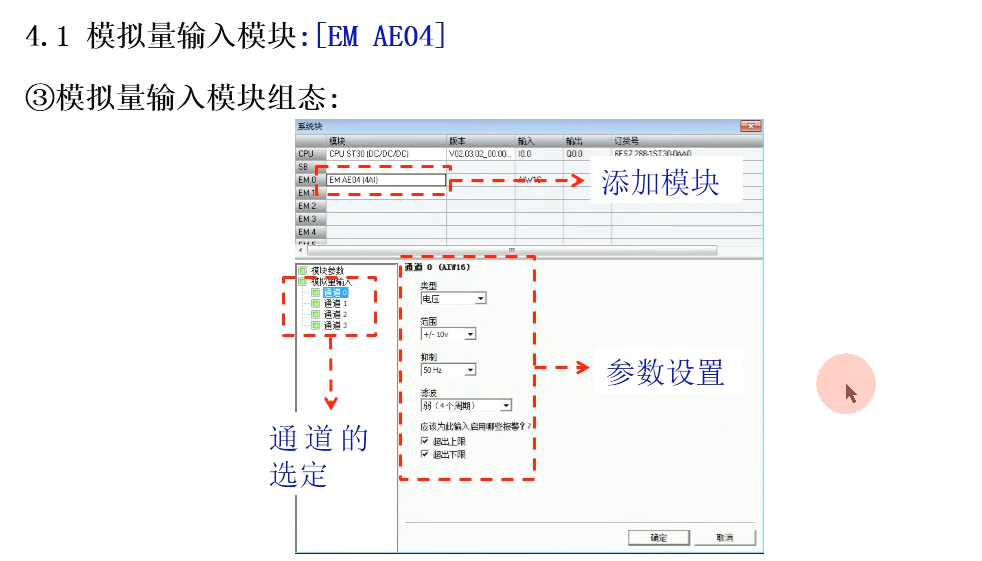 4.1 模拟量输入模块:[EM AE04]
③模拟量输入模块组态:
系统块
模块 版本 输入 输出 订货号
CPU CPU ST30 (DC/DC/DC) V02.03.02_00.00... I0.0 Q0.0 6ES7 288-1ST30-0AA0
SB
EM 0 EM AE04 (4AI) AIW16
添加模块
EM 1
EM 2
EM 3
EM 4
EM 5
模块参数
模拟量输入
通道 0
通道 1
通道 2
通道 3
通道 0 (AIW16)
类型
电压
范围
+/- 10v
抑制
50 Hz
滤波
弱 (4个周期)
应该为此输入启用哪些报警? ?
超出上限
超出下限
参数设置
通道的
选定
确定 取消